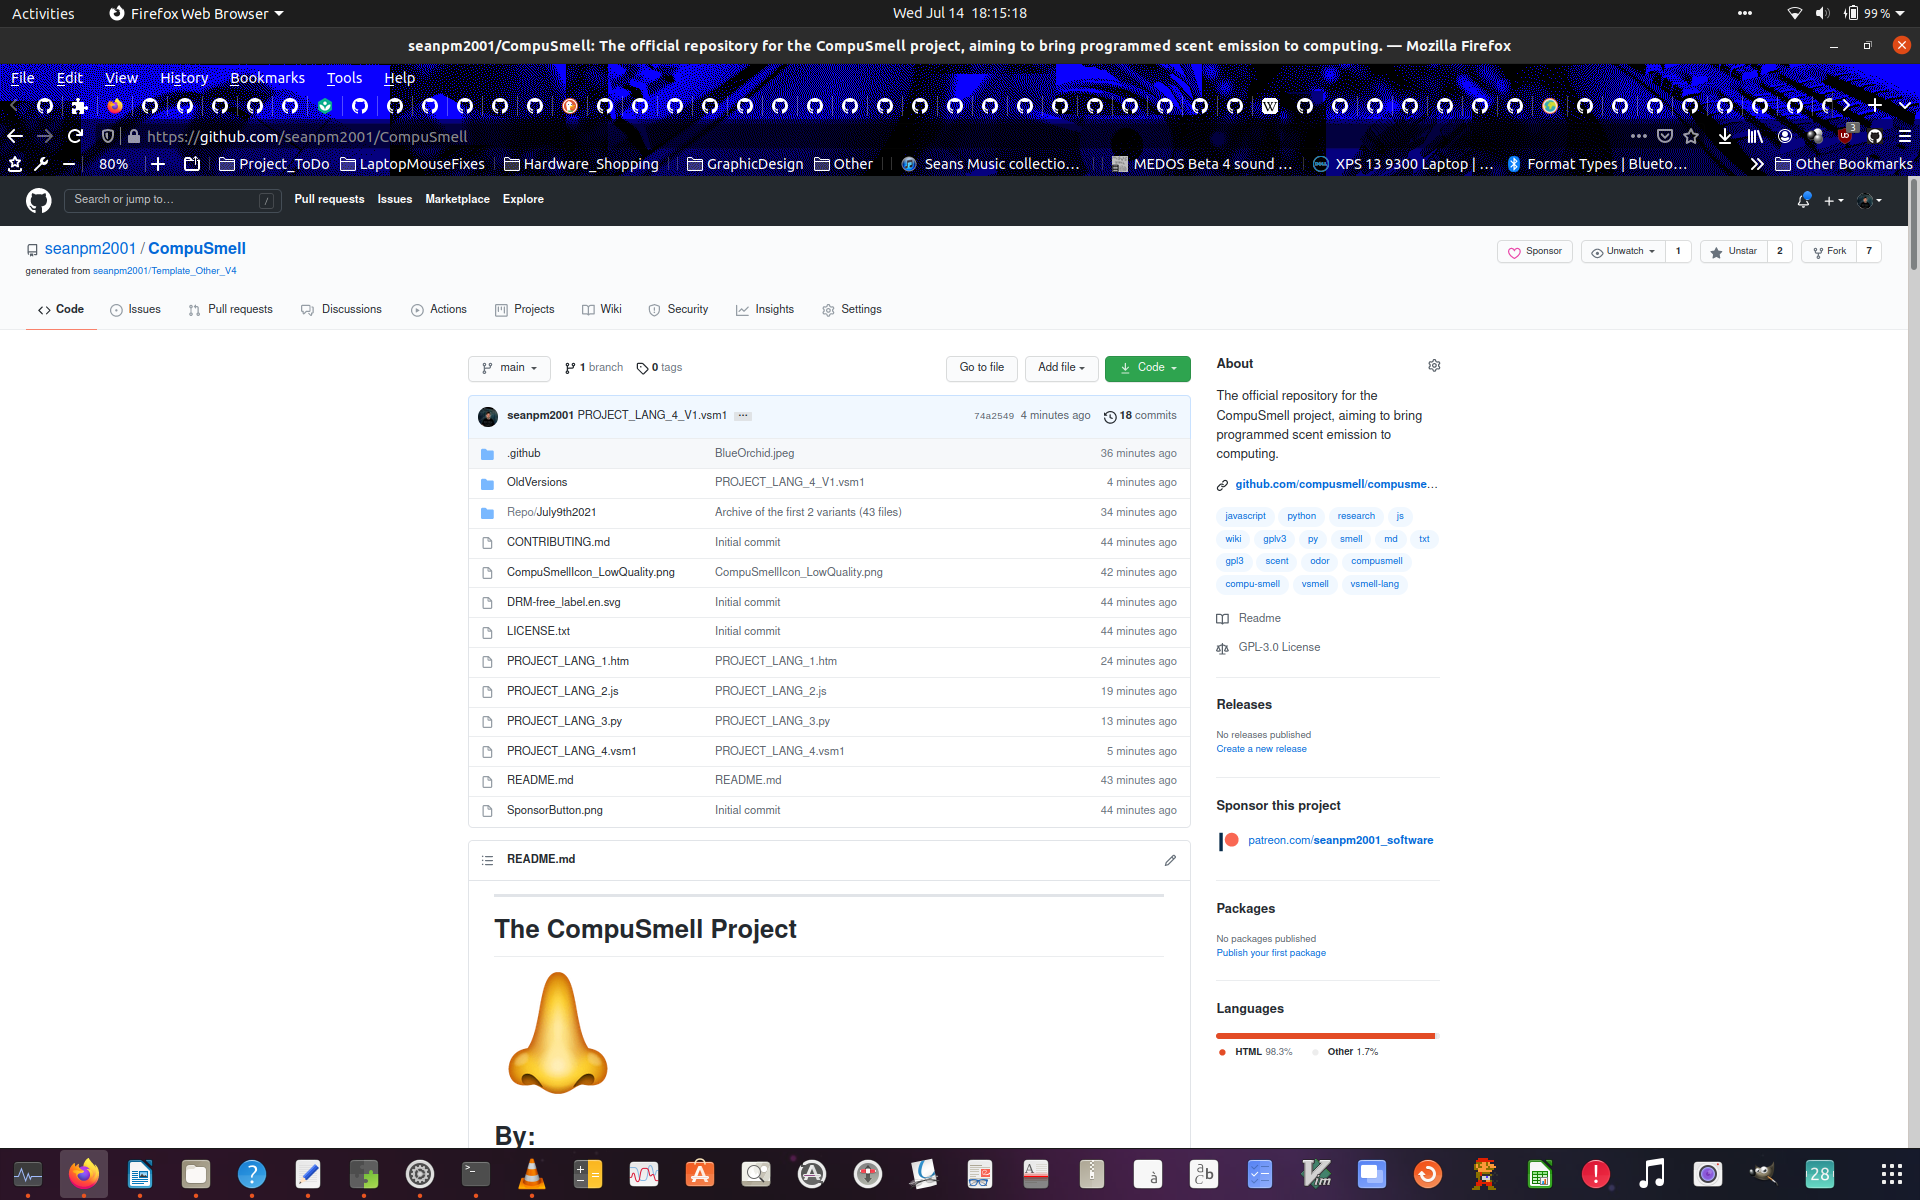 Activities Firefox Web Browser Wed Jul 14 18:15:18 99 %
seanpm2001/CompuSmell: The official repository for the CompuSmell project, aiming to bring programmed scent emission to computing. — Mozilla Firefox
File Edit View History Bookmarks Tools Help
https://github.com/seanpm2001/CompuSmell 3
80% Project_ToDo LaptopMouseFixes Hardware_Shopping GraphicDesign Other Seans Music collectio… MEDOS Beta 4 sound … XPS 13 9300 Laptop | … Format Types | Blueto… Other Bookmarks
Search or jump to… / Pull requests Issues Marketplace Explore
seanpm2001 / CompuSmell Sponsor Unwatch 1 Unstar 2 Fork 7
generated from seanpm2001/Template_Other_V4
Code Issues Pull requests Discussions Actions Projects Wiki Security Insights Settings
main 1 branch 0 tags Go to file Add file Code
seanpm2001 PROJECT_LANG_4_V1.vsm1 ... 74a2549 4 minutes ago 18 commits
.github BlueOrchid.jpeg 36 minutes ago
OldVersions PROJECT_LANG_4_V1.vsm1 4 minutes ago
Repo/July9th2021 Archive of the first 2 variants (43 files) 34 minutes ago
CONTRIBUTING.md Initial commit 44 minutes ago
CompuSmellIcon_LowQuality.png CompuSmellIcon_LowQuality.png 42 minutes ago
DRM-free_label.en.svg Initial commit 44 minutes ago
LICENSE.txt Initial commit 44 minutes ago
PROJECT_LANG_1.htm PROJECT_LANG_1.htm 24 minutes ago
PROJECT_LANG_2.js PROJECT_LANG_2.js 19 minutes ago
PROJECT_LANG_3.py PROJECT_LANG_3.py 13 minutes ago
PROJECT_LANG_4.vsm1 PROJECT_LANG_4.vsm1 5 minutes ago
README.md README.md 43 minutes ago
SponsorButton.png Initial commit 44 minutes ago
README.md
The CompuSmell Project
By:
About
The official repository for the
CompuSmell project, aiming to bring
programmed scent emission to
computing.
github.com/compusmell/compusme…
javascript python research js
wiki gplv3 py smell md txt
gpl3 scent odor compusmell
compu-smell vsmell vsmell-lang
Readme
GPL-3.0 License
Releases
No releases published
Create a new release
Sponsor this project
patreon.com/seanpm2001_software
Packages
No packages published
Publish your first package
Languages
HTML 98.3% Other 1.7%
28